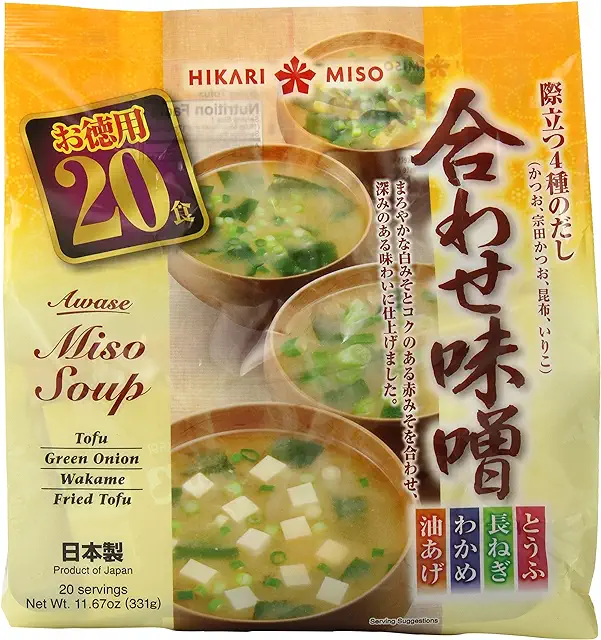 HIKARI MISO
Nutrition Fa
お徳用
20食
Awase
Miso
Soup
Tofu
Green Onion
Wakame
Fried Tofu
日本製
Product of Japan
20 servings
Net Wt. 11.67oz (331g)
際立つ4種のだし
(かつお、宗田かつお、昆布、いりこ)
合わせ味噌
まろやかな白みそとコクのある赤みそを合わせ、
深みのある味わいに仕上げました。
とうふ
長ねぎ
わかめ
油あげ
Serving Suggestions